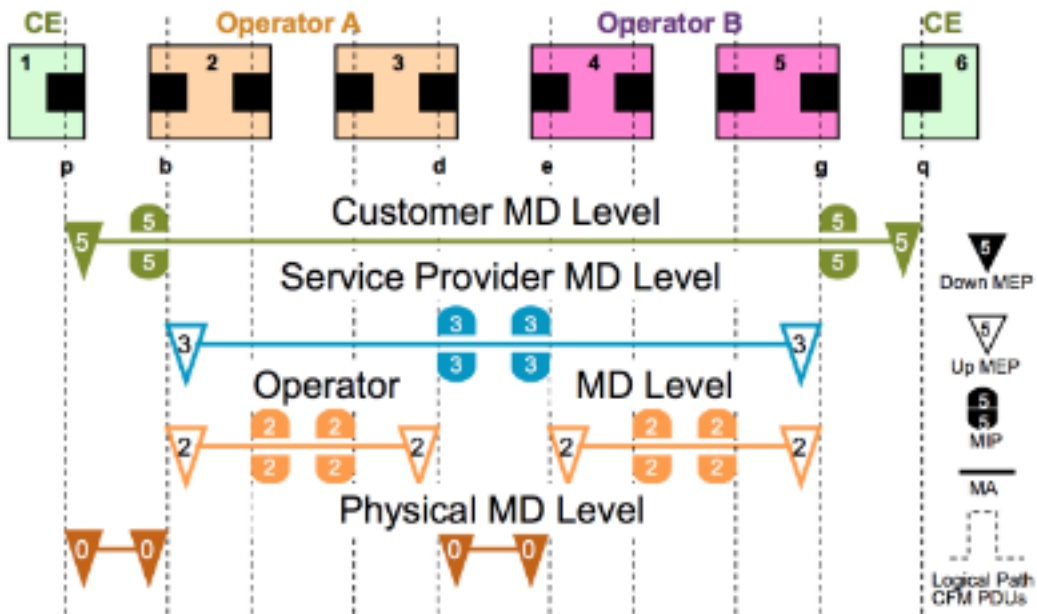 CE Operator A Operator B CE
1 2 3 4 5 6
p b d e g q
Customer MD Level
5 5 5 5
5 5
5
Down MEP
Service Provider MD Level
3 3 3 3
3 3
5
Up MEP
Operator MD Level
2 2 2 2 2 2 2 2
2 2 2 2
5
5
MIP
MA
Physical MD Level
0 0 0 0
Logical Path
CFM PDUs